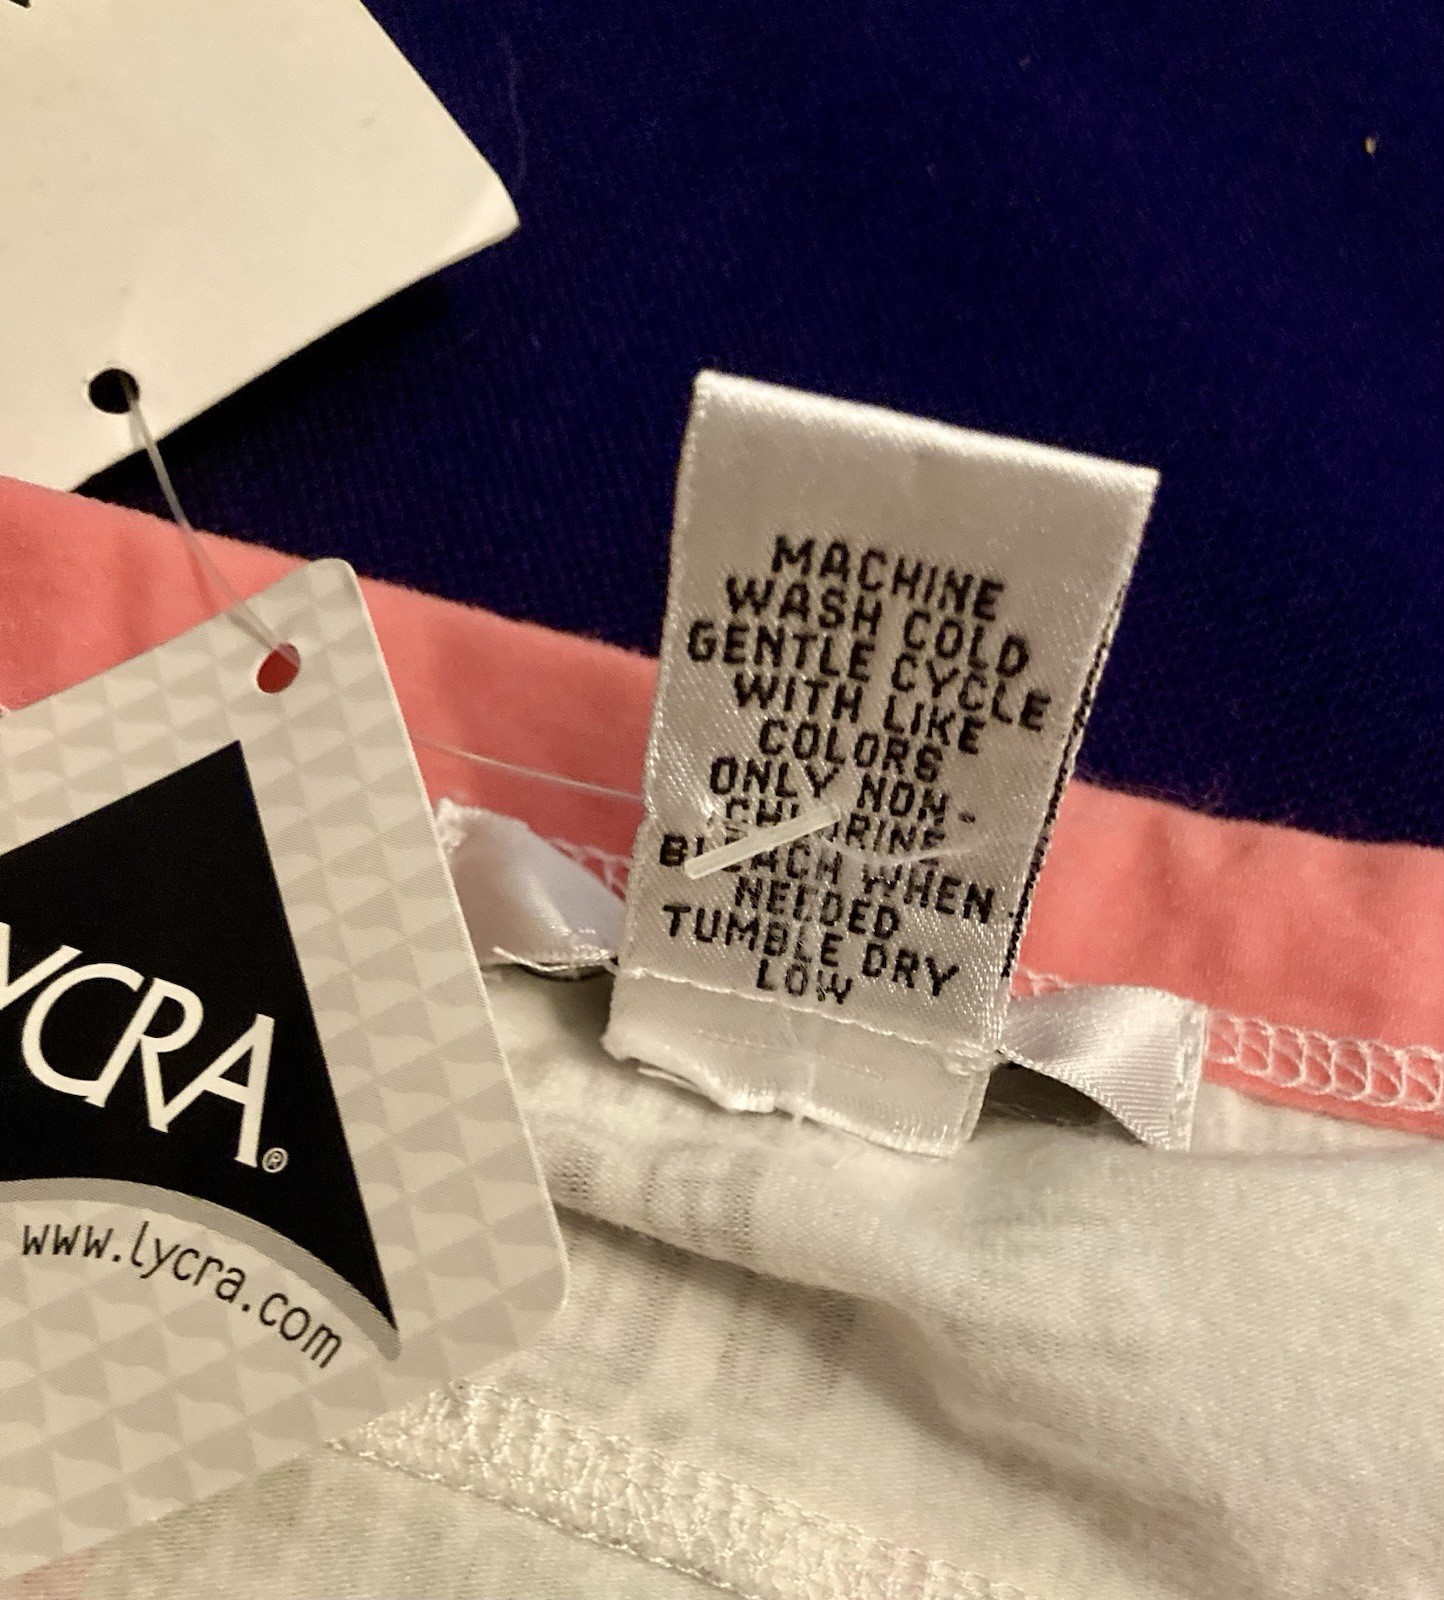 MACHINE
WASH COLD
GENTLE CYCLE
WITH LIKE
COLORS
ONLY NON-
CHLORINE
BLEACH WHEN
NEEDED
TUMBLE DRY
LOW
YCRA®
www.lycra.com